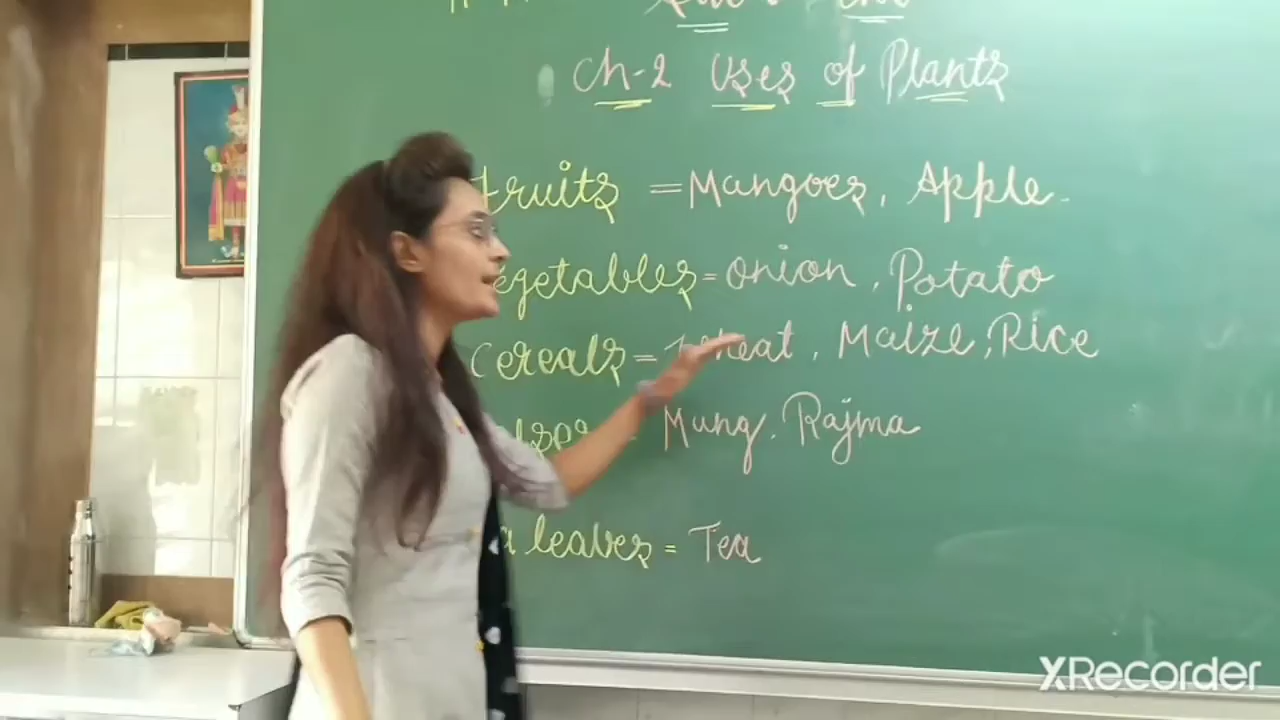 Ch-2 Uses of Plants
fruits = Mangoes, Apple.
egetables = Onion, Potato
Cereals = Wheat, Maize, Rice
= Mung, Rajma
a leaves = Tea
XRecorder